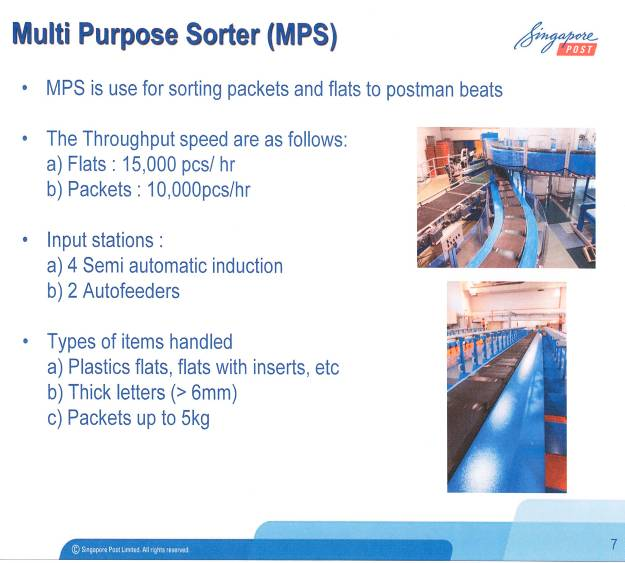 Multi Purpose Sorter (MPS)
Singapore
POST
• MPS is use for sorting packets and flats to postman beats
• The Throughput speed are as follows:
a) Flats : 15,000 pcs/ hr
b) Packets : 10,000pcs/hr
• Input stations :
a) 4 Semi automatic induction
b) 2 Autofeeders
• Types of items handled
a) Plastics flats, flats with inserts, etc
b) Thick letters (> 6mm)
c) Packets up to 5kg
© Singapore Post Limited. All rights reserved.
7